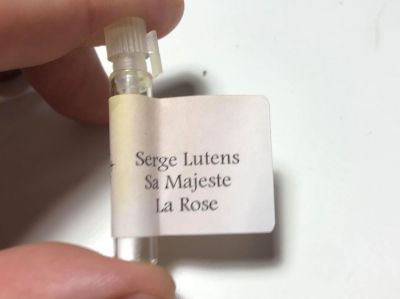 Serge Lutens
Sa Majeste
La Rose